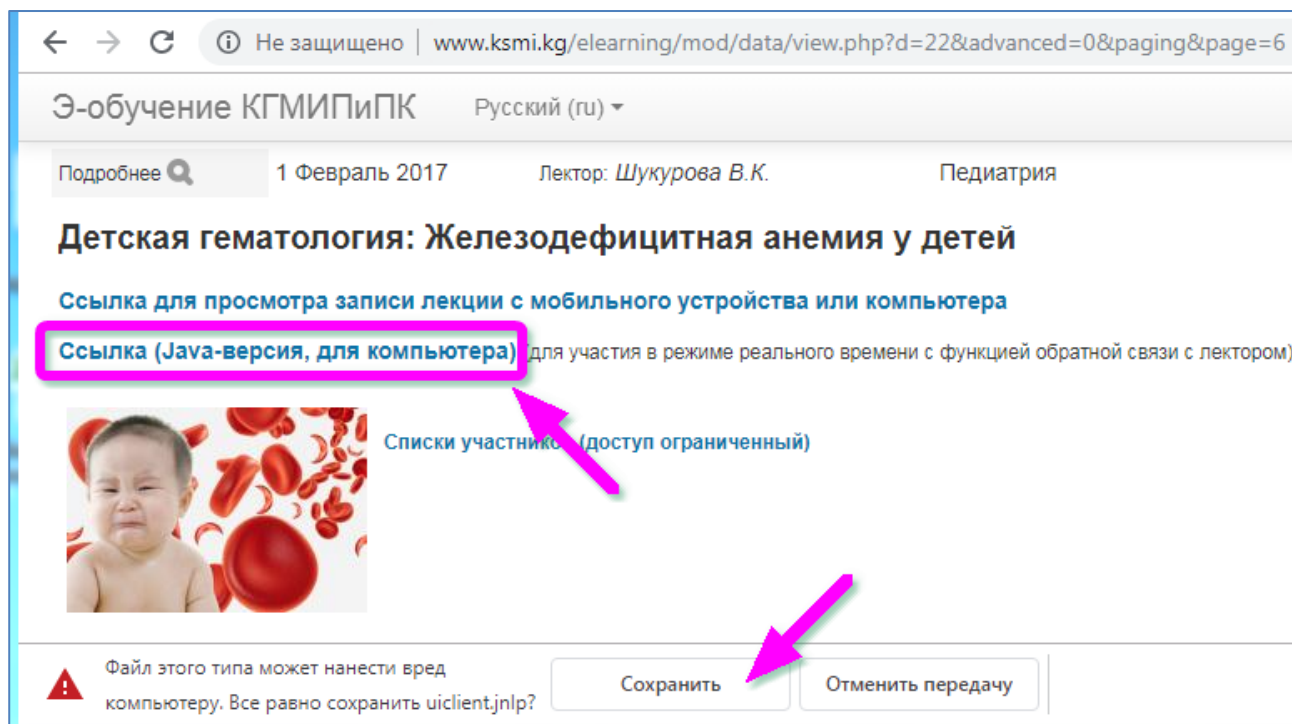 Не защищено | www.ksmi.kg/elearning/mod/data/view.php?d=22&advanced=0&paging&page=6
Э-обучение КГМИПиПК Русский (ru)
Подробнее 1 Февраль 2017 Лектор: Шукурова В.К. Педиатрия
Детская гематология: Железодефицитная анемия у детей
Ссылка для просмотра записи лекции с мобильного устройства или компьютера
Ссылка (Java-версия, для компьютера) (для участия в режиме реального времени с функцией обратной связи с лектором)
Списки участников (доступ ограниченный)
Файл этого типа может нанести вред
компьютеру. Все равно сохранить uiclient.jnlp? Сохранить Отменить передачу